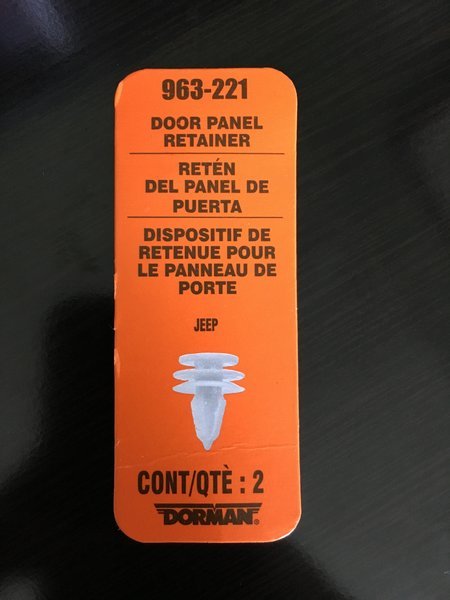 963-221
DOOR PANEL
RETAINER
RETÉN
DEL PANEL DE
PUERTA
DISPOSITIF DE
RETENUE POUR
LE PANNEAU DE
PORTE
JEEP
CONT/QTÈ : 2
DORMAN®